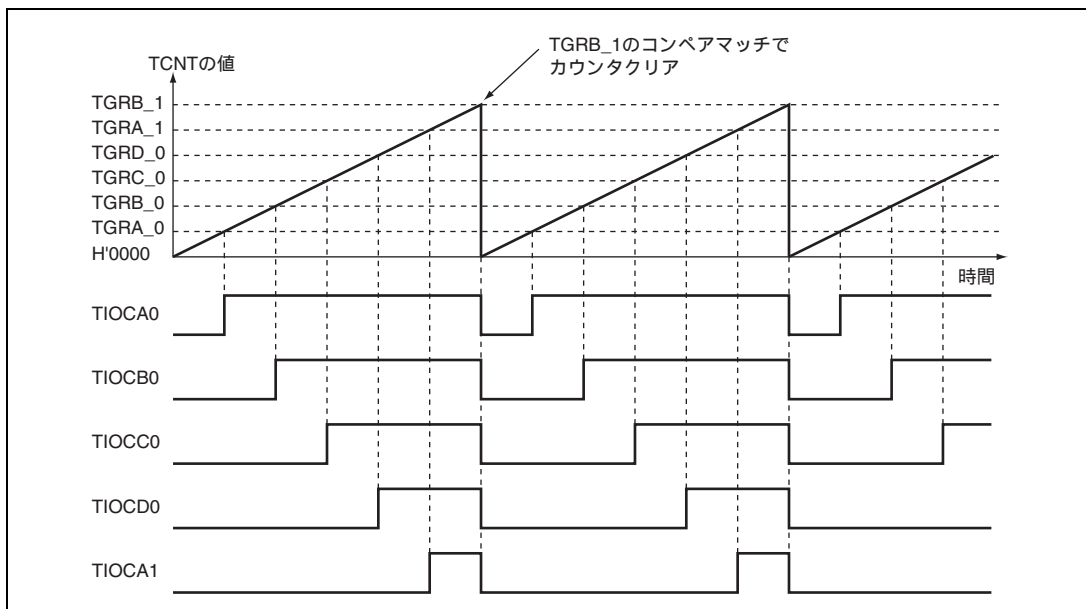 TGRB_1のコンペアマッチで
カウンタクリア
TCNTの値
TGRB_1
TGRA_1
TGRD_0
TGRC_0
TGRB_0
TGRA_0
H'0000
時間
TIOCA0
TIOCB0
TIOCC0
TIOCD0
TIOCA1